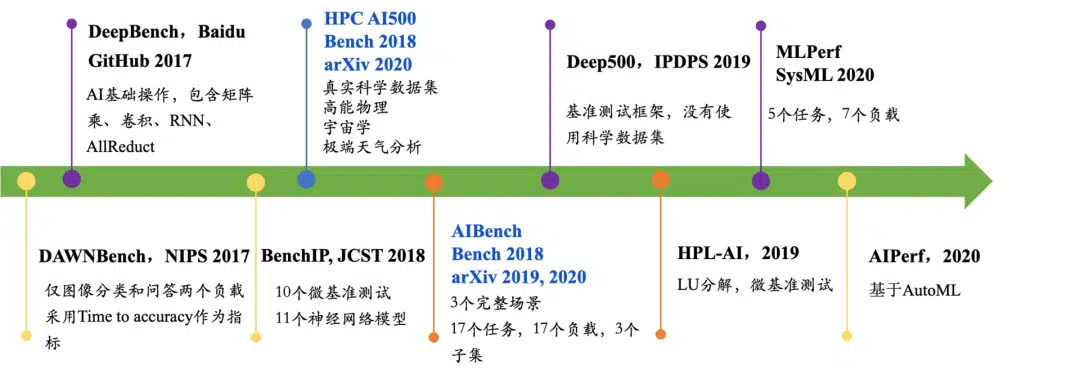 DeepBench，Baidu
GitHub 2017
AI基础操作，包含矩阵
乘、卷积、RNN、
AllReduct
HPC AI500
Bench 2018
arXiv 2020
真实科学数据集
高能物理
宇宙学
极端天气分析
Deep500，IPDPS 2019
基准测试框架，没有使
用科学数据集
MLPerf
SysML 2020
5个任务，7个负载
DAWNBench，NIPS 2017
仅图像分类和问答两个负载
采用Time to accuracy作为指
标
BenchIP, JCST 2018
10个微基准测试
11个神经网络模型
AIBench
Bench 2018
arXiv 2019, 2020
3个完整场景
17个任务，17个负载，3个
子集
HPL-AI，2019
LU分解，微基准测试
AIPerf，2020
基于AutoML